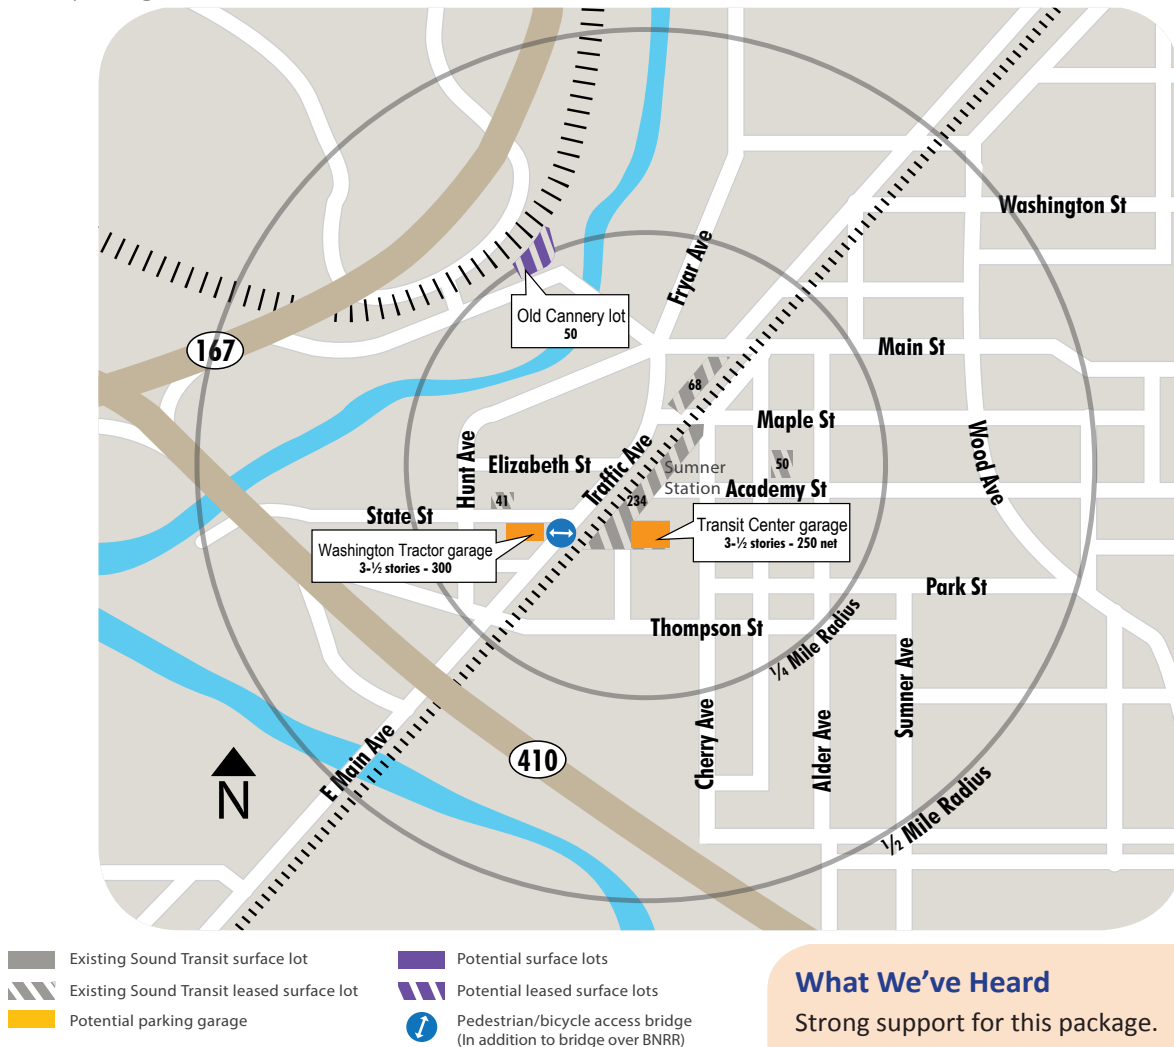 Washington St
Fryar Ave
Old Cannery lot
50
167
Main St
68
Maple St
Wood Ave
Hunt Ave
Elizabeth St
Traffic Ave
Sumner
Station
50
Academy St
41
234
State St
Transit Center garage
3-½ stories - 250 net
Washington Tractor garage
3-½ stories - 300
Park St
Thompson St
¼ Mile Radius
Sumner Ave
Cherry Ave
Alder Ave
E Main Ave
410
N
½ Mile Radius
Existing Sound Transit surface lot
Existing Sound Transit leased surface lot
Potential parking garage
Potential surface lots
Potential leased surface lots
Pedestrian/bicycle access bridge
(In addition to bridge over BNRR)
What We've Heard
Strong support for this package.